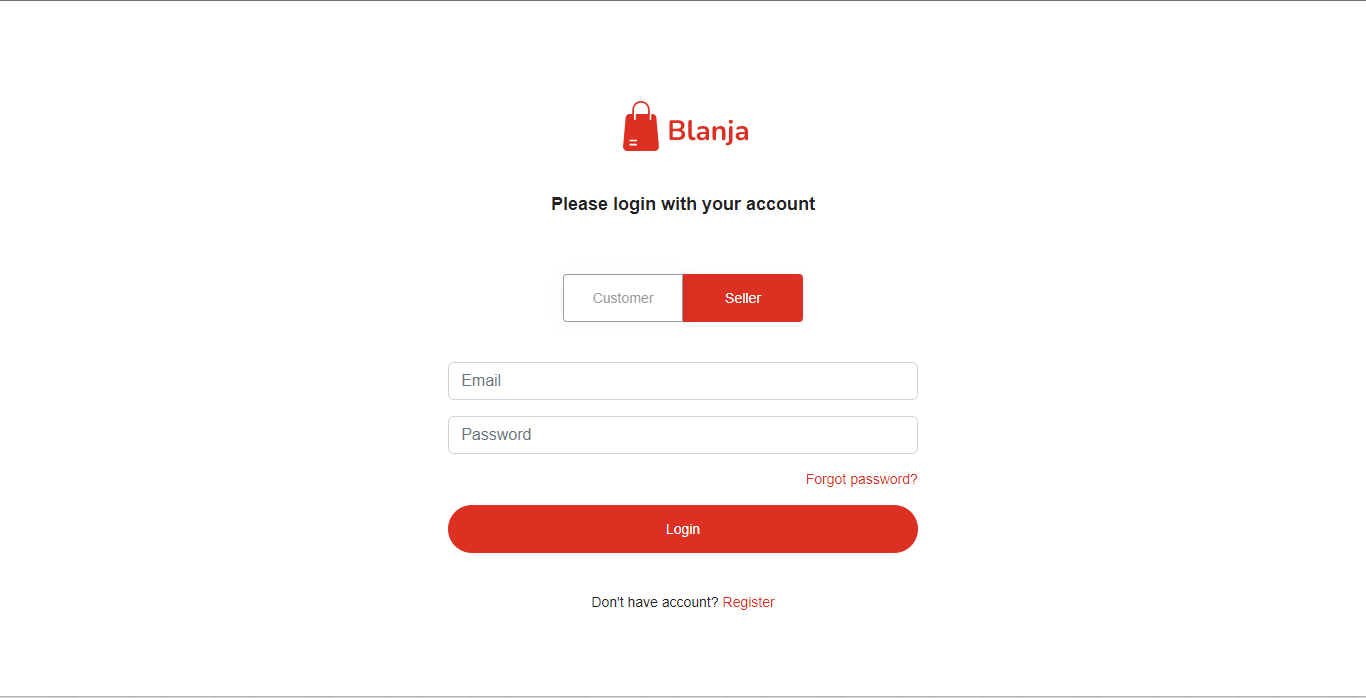 Blanja
Please login with your account
Customer Seller
Email
Password
Forgot password?
Login
Don't have account? Register